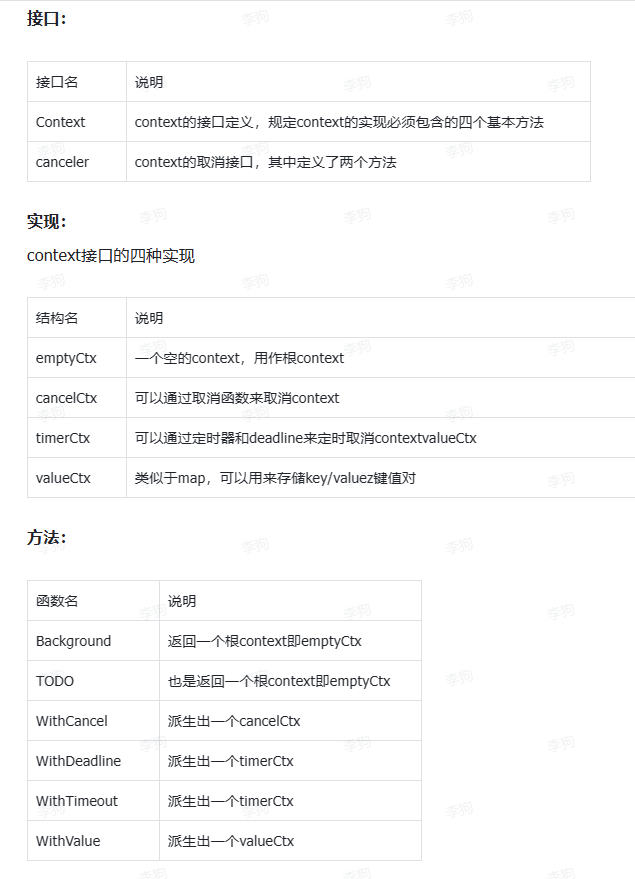 接口：
接口名 说明
Context context的接口定义，规定context的实现必须包含的四个基本方法
canceler context的取消接口，其中定义了两个方法
实现：
context接口的四种实现
结构名 说明
emptyCtx 一个空的context，用作根context
cancelCtx 可以通过取消函数来取消context
timerCtx 可以通过定时器和deadline来定时取消contextvalueCtx
valueCtx 类似于map，可以用来存储key/valuez键值对
方法：
函数名 说明
Background 返回一个根context即emptyCtx
TODO 也是返回一个根context即emptyCtx
WithCancel 派生出一个cancelCtx
WithDeadline 派生出一个timerCtx
WithTimeout 派生出一个timerCtx
WithValue 派生出一个valueCtx